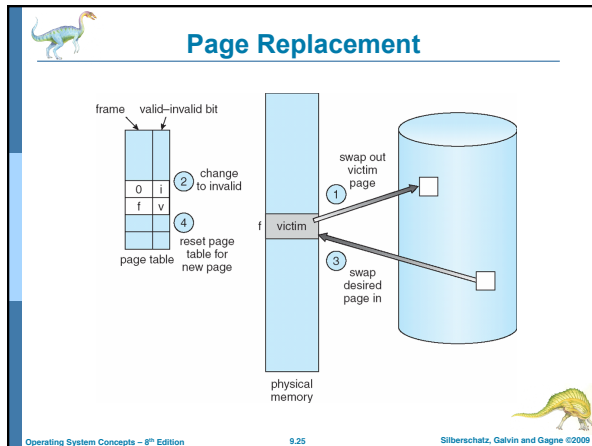 Page Replacement
frame valid–invalid bit
0 i
f v
2 change
to invalid
4
reset page
table for
new page
page table
f victim
swap out
victim
page
1
3
swap
desired
page in
physical
memory
Operating System Concepts – 8th Edition 9.25 Silberschatz, Galvin and Gagne ©2009